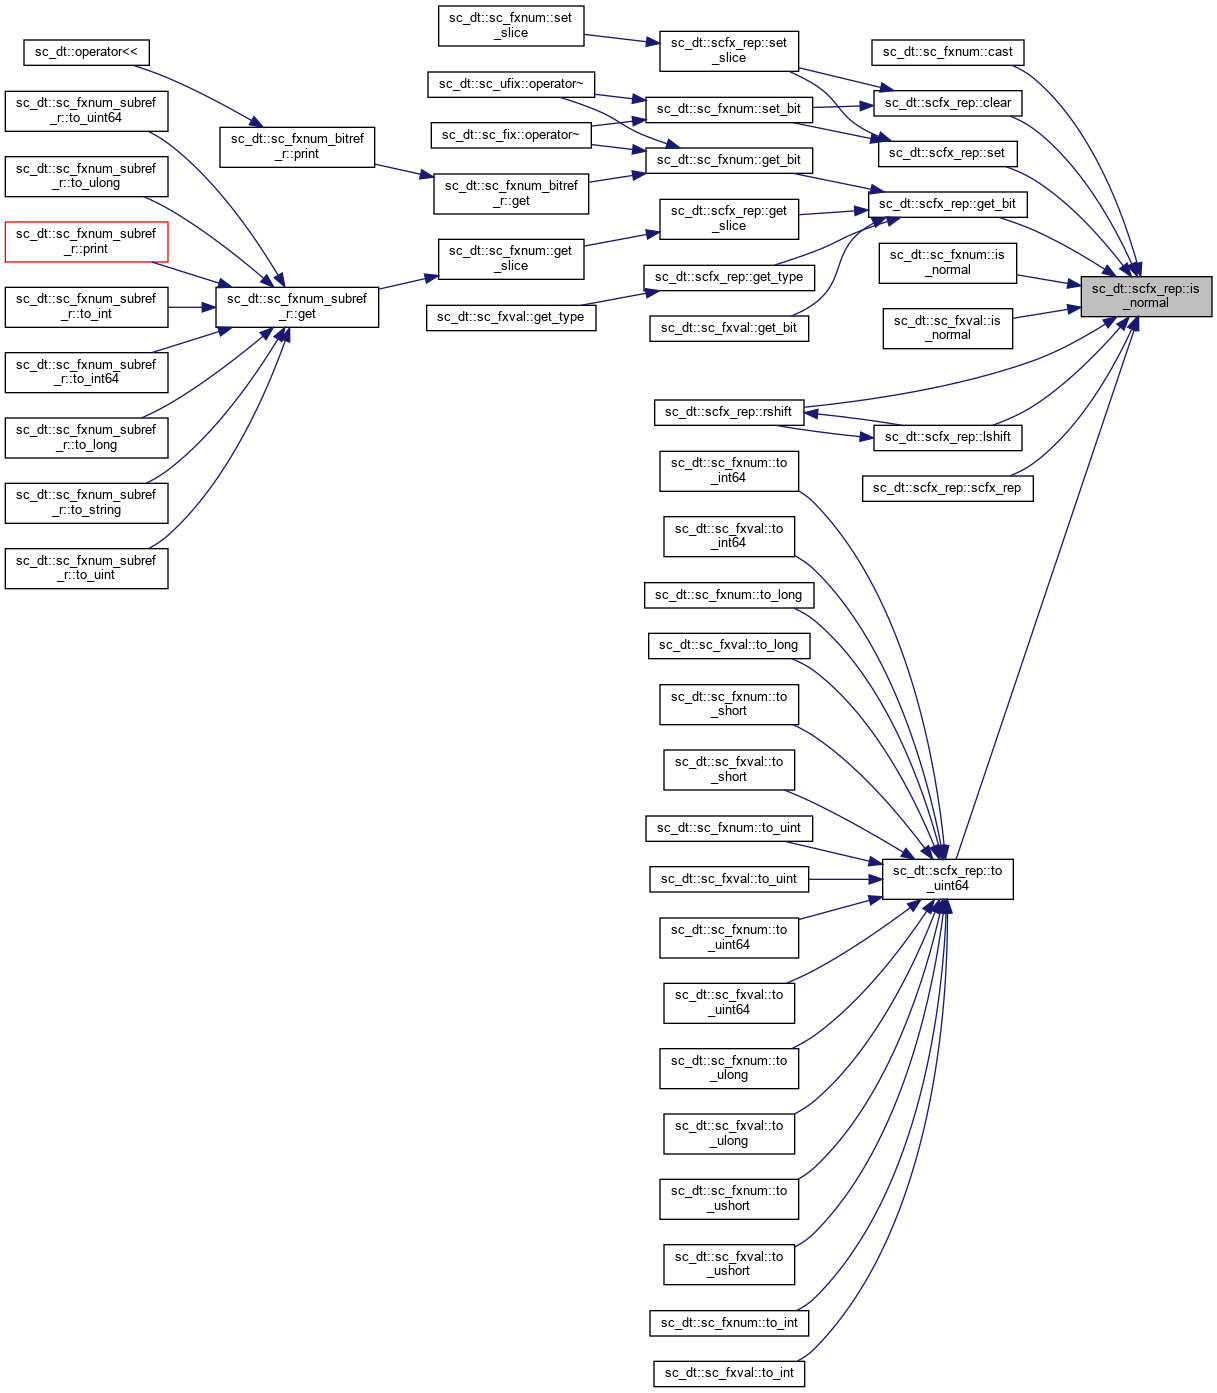 sc_dt::operator<<
sc_dt::sc_fxnum_subref
_r::to_uint64
sc_dt::sc_fxnum_subref
_r::to_ulong
sc_dt::sc_fxnum_subref
_r::print
sc_dt::sc_fxnum_subref
_r::to_int
sc_dt::sc_fxnum_subref
_r::to_int64
sc_dt::sc_fxnum_subref
_r::to_long
sc_dt::sc_fxnum_subref
_r::to_string
sc_dt::sc_fxnum_subref
_r::to_uint
sc_dt::sc_fxnum_bitref
_r::print
sc_dt::sc_fxnum_subref
_r::get
sc_dt::sc_fxnum::set
_slice
sc_dt::sc_ufix::operator~
sc_dt::sc_fix::operator~
sc_dt::sc_fxnum_bitref
_r::get
sc_dt::sc_fxnum::get
_slice
sc_dt::sc_fxval::get_type
sc_dt::scfx_rep::set
_slice
sc_dt::sc_fxnum::set_bit
sc_dt::sc_fxnum::get_bit
sc_dt::scfx_rep::get
_slice
sc_dt::scfx_rep::get_type
sc_dt::sc_fxval::get_bit
sc_dt::scfx_rep::rshift
sc_dt::sc_fxnum::to
_int64
sc_dt::sc_fxval::to
_int64
sc_dt::sc_fxnum::to_long
sc_dt::sc_fxval::to_long
sc_dt::sc_fxnum::to
_short
sc_dt::sc_fxval::to
_short
sc_dt::sc_fxnum::to_uint
sc_dt::sc_fxval::to_uint
sc_dt::sc_fxnum::to
_uint64
sc_dt::sc_fxval::to
_uint64
sc_dt::sc_fxnum::to
_ulong
sc_dt::sc_fxval::to
_ulong
sc_dt::sc_fxnum::to
_ushort
sc_dt::sc_fxval::to
_ushort
sc_dt::sc_fxnum::to_int
sc_dt::sc_fxval::to_int
sc_dt::sc_fxnum::cast
sc_dt::scfx_rep::clear
sc_dt::scfx_rep::set
sc_dt::scfx_rep::get_bit
sc_dt::sc_fxnum::is
_normal
sc_dt::sc_fxval::is
_normal
sc_dt::scfx_rep::lshift
sc_dt::scfx_rep::scfx_rep
sc_dt::scfx_rep::to
_uint64
sc_dt::scfx_rep::is
_normal